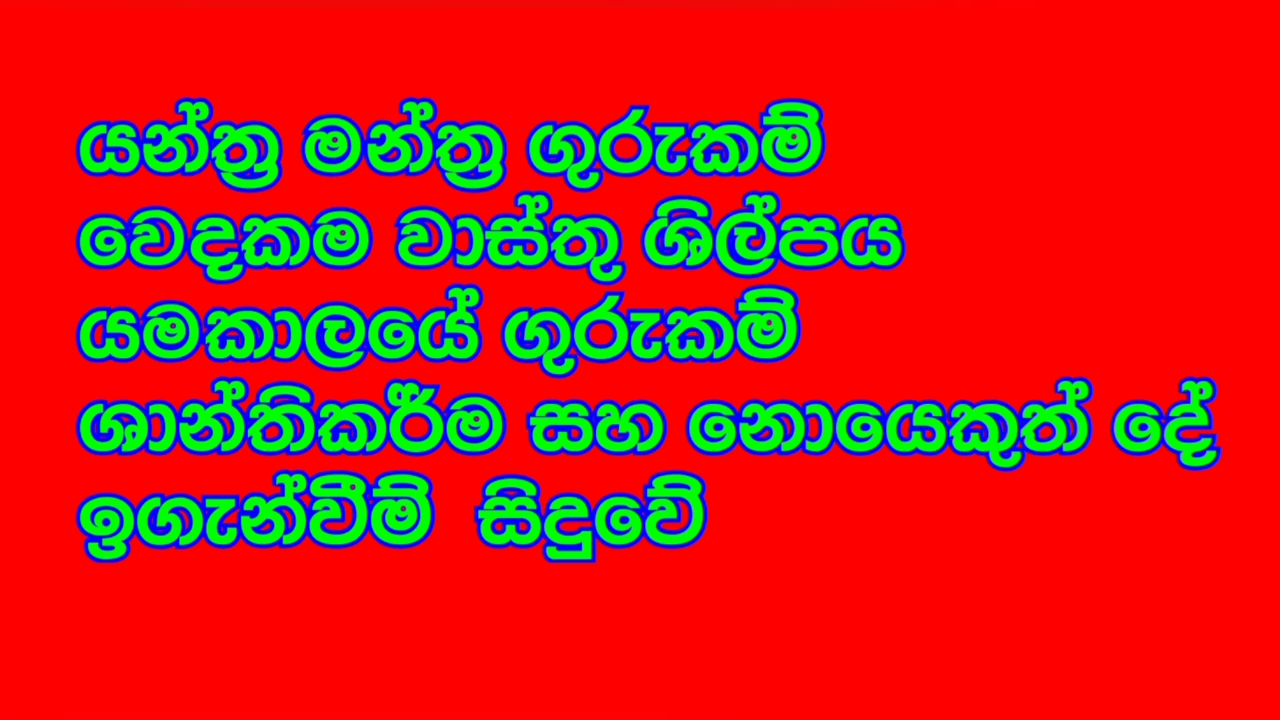 යන්ත්‍ර මන්ත්‍ර ගුරුකම්
වෙදකම වාස්තු ශිල්පය
යමකාලයේ ගුරුකම්
ශාන්තිකර්ම සහ නොයෙකුත් දේ
ඉගැන්වීම් සිදුවේ